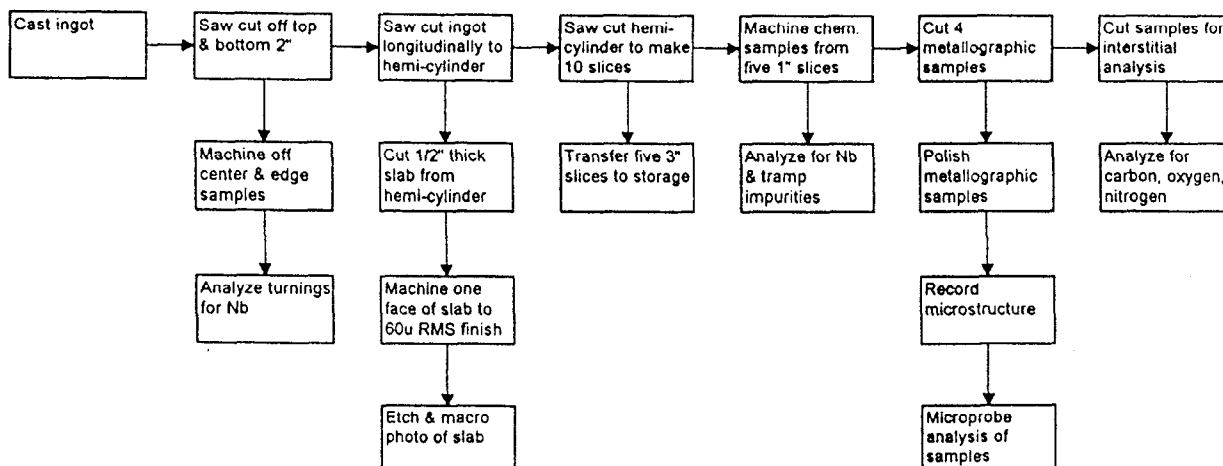 Cast ingot
Saw cut off top
& bottom 2"
Saw cut ingot
longitudinally to
hemi-cylinder
Saw cut hemi-
cylinder to make
10 slices
Machine chem.
samples from
five 1" slices
Cut 4
metallographic
samples
Cut samples for
interstitial
analysis
Machine off
center & edge
samples
Cut 1/2" thick
slab from
hemi-cylinder
Transfer five 3"
slices to storage
Analyze for Nb
& tramp
impurities
Polish
metallographic
samples
Analyze for
carbon, oxygen,
nitrogen
Analyze turnings
for Nb
Machine one
face of slab to
60u RMS finish
Record
microstructure
Etch & macro
photo of slab
Microprobe
analysis of
samples